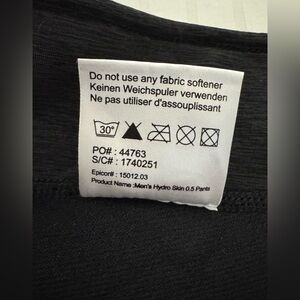 Do not use any fabric softener
Keinen Weichspuler verwenden
Ne pas utiliser d'assouplissant
30°
PO# : 44763
S/C# : 1740251
Epicor# : 15012.03
Product Name :Men's Hydro Skin 0.5 Pants